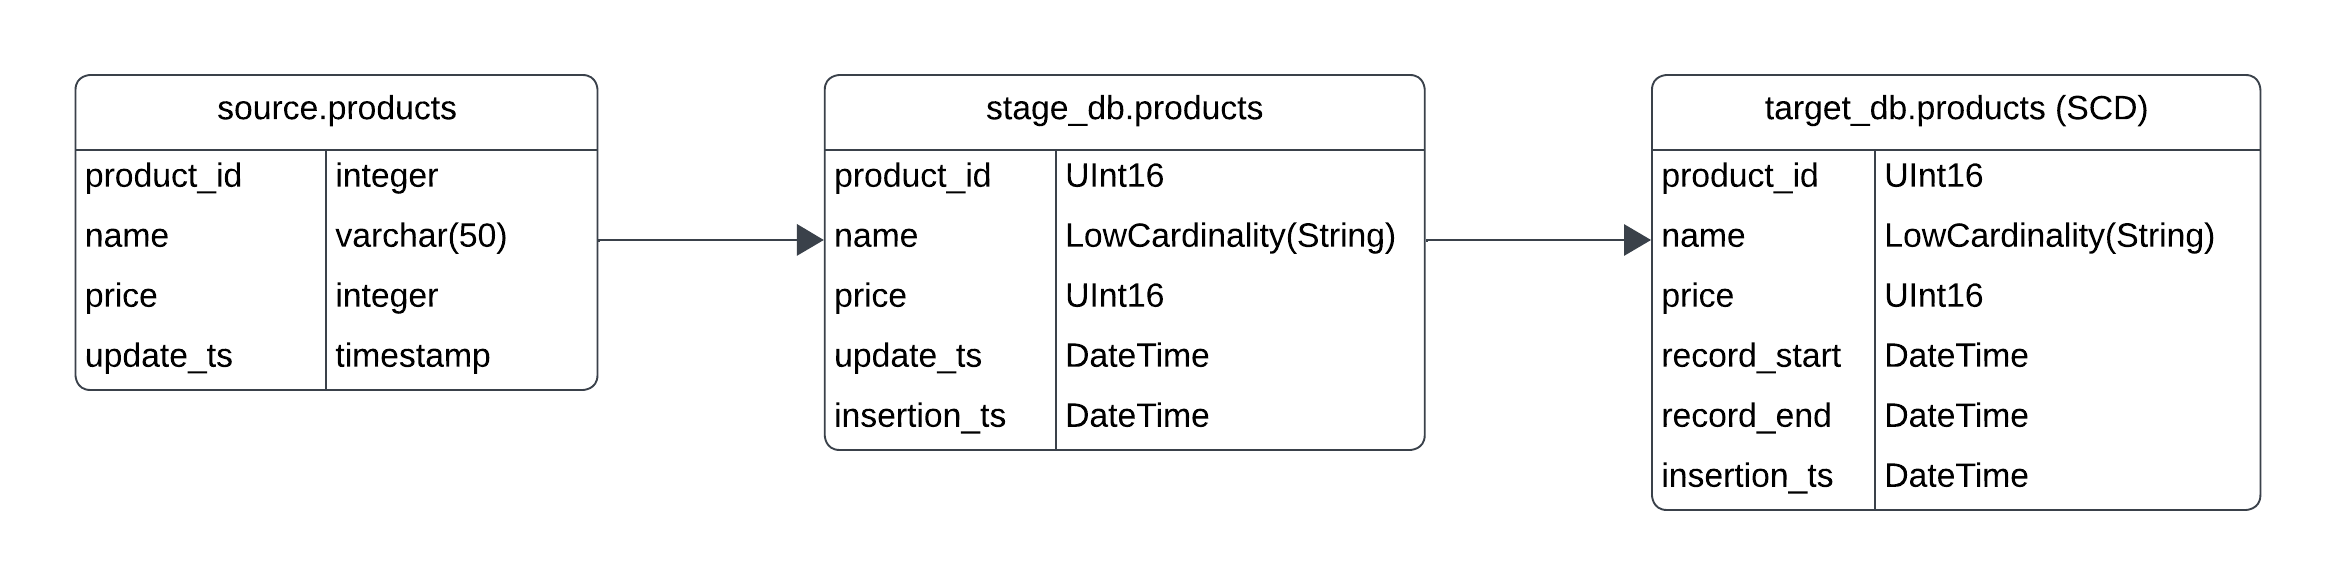 source.products
product_id integer
name varchar(50)
price integer
update_ts timestamp
stage_db.products
product_id UInt16
name LowCardinality(String)
price UInt16
update_ts DateTime
insertion_ts DateTime
target_db.products (SCD)
product_id UInt16
name LowCardinality(String)
price UInt16
record_start DateTime
record_end DateTime
insertion_ts DateTime